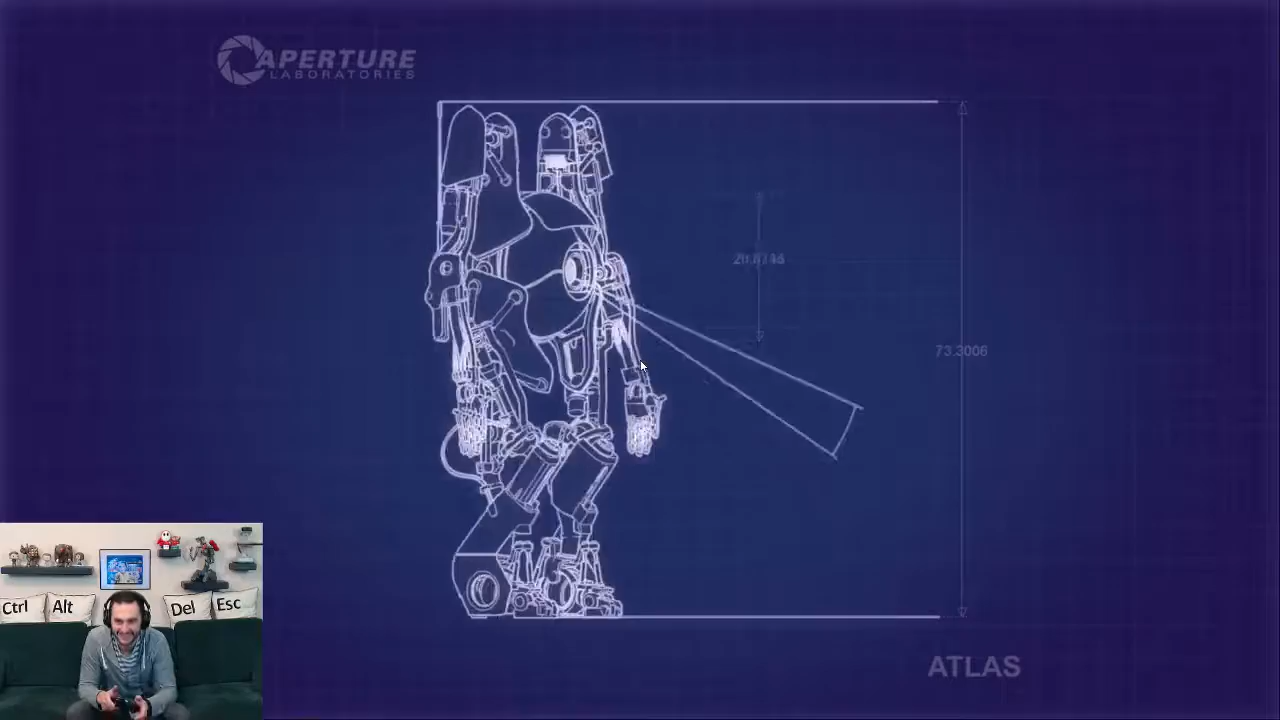 APERTURE
LABORATORIES
73.3006
ATLAS
Ctrl
Alt
Del
Esc